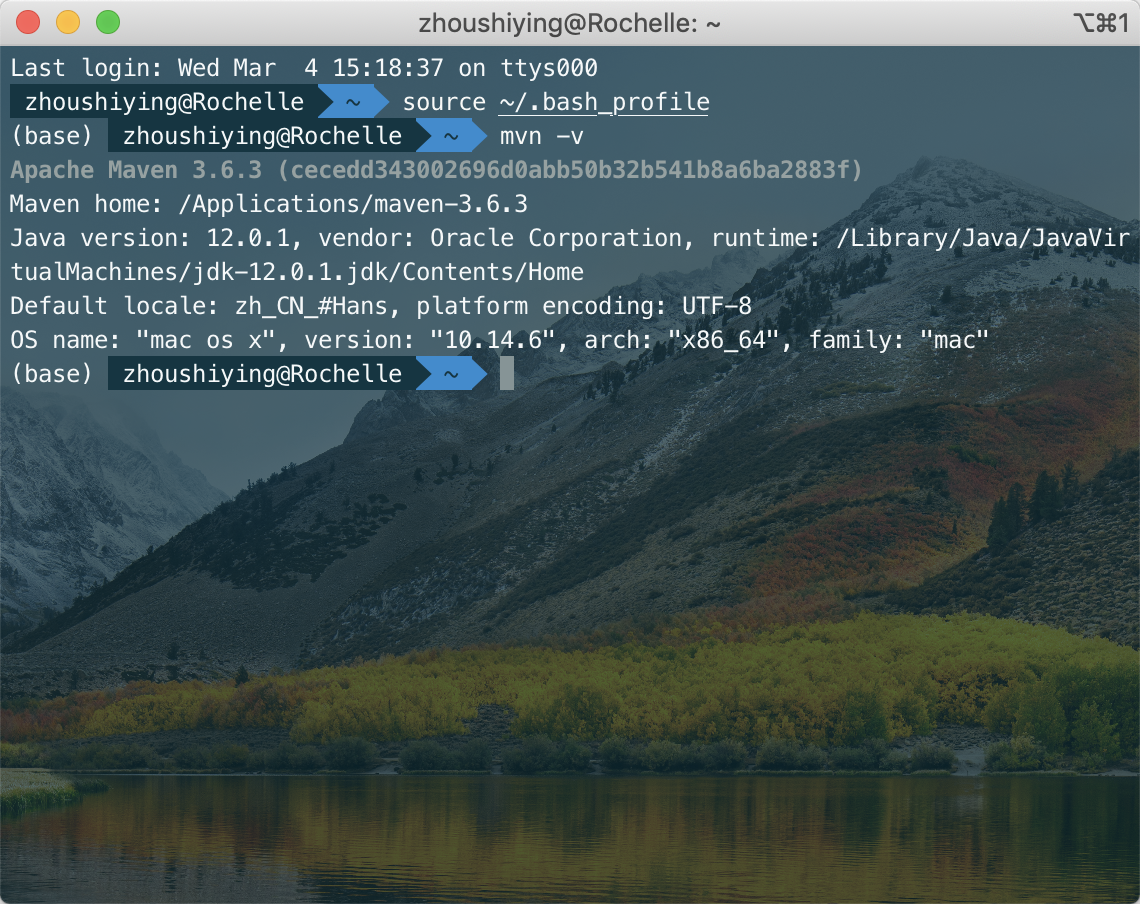 zhoushiying@Rochelle: ~
⌥⌘1
Last login: Wed Mar  4 15:18:37 on ttys000
zhoushiying@Rochelle ~ source ~/.bash_profile
(base) zhoushiying@Rochelle ~ mvn -v
Apache Maven 3.6.3 (cecedd343002696d0abb50b32b541b8a6ba2883f)
Maven home: /Applications/maven-3.6.3
Java version: 12.0.1, vendor: Oracle Corporation, runtime: /Library/Java/JavaVir
tualMachines/jdk-12.0.1.jdk/Contents/Home
Default locale: zh_CN_#Hans, platform encoding: UTF-8
OS name: "mac os x", version: "10.14.6", arch: "x86_64", family: "mac"
(base) zhoushiying@Rochelle ~